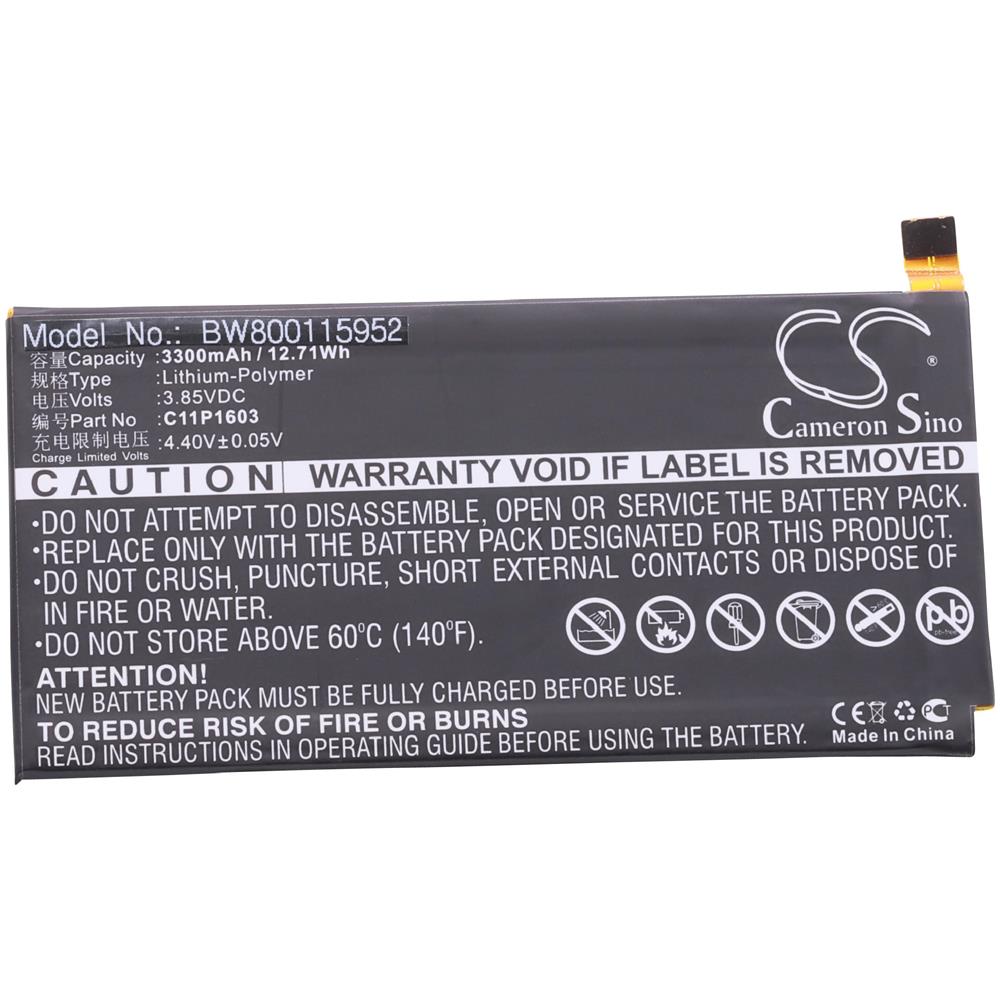 Model No.: BW800115952
容量Capacity :3300mAh / 12.71Wh
规格Type :Lithium-Polymer
电压Volts :3.85VDC
编号Part No :C11P1603
充电限制电压 :4.40V±0.05V
Charge Limited Volts
CS ®
Cameron Sino
CAUTION WARRANTY VOID IF LABEL IS REMOVED
•DO NOT ATTEMPT TO DISASSEMBLE, OPEN OR SERVICE THE BATTERY PACK.
•REPLACE ONLY WITH THE BATTERY PACK DESIGNATED FOR THIS PRODUCT.
•DO NOT CRUSH, PUNCTURE, SHORT EXTERNAL CONTACTS OR DISPOSE OF
IN FIRE OR WATER.
•DO NOT STORE ABOVE 60°C (140°F).
pb
pb-free
ATTENTION!
NEW BATTERY PACK MUST BE FULLY CHARGED BEFORE USE.
TO REDUCE RISK OF FIRE OR BURNS
READ INSTRUCTIONS IN OPERATING GUIDE BEFORE USING THE BATTERY.
CE PCT
Made In China